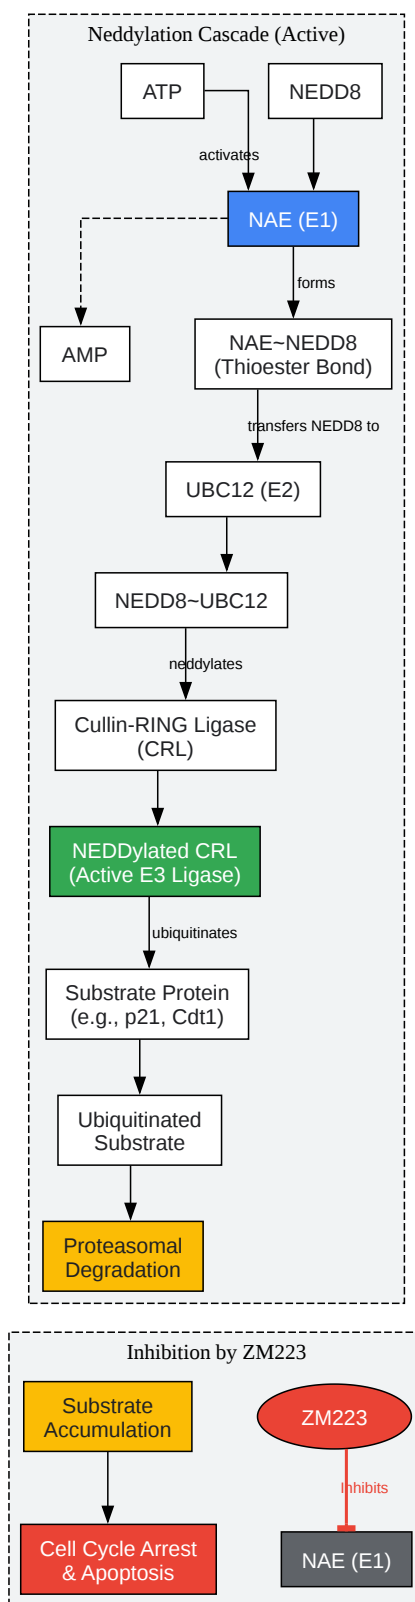 Neddylation Cascade (Active)
ATP
NEDD8
activates
NAE (E1)
forms
AMP
NAE~NEDD8
(Thioester Bond)
transfers NEDD8 to
UBC12 (E2)
NEDD8~UBC12
neddylates
Cullin-RING Ligase
(CRL)
NEDDylated CRL
(Active E3 Ligase)
ubiquitinates
Substrate Protein
(e.g., p21, Cdt1)
Ubiquitinated
Substrate
Proteasomal
Degradation
Inhibition by ZM223
Substrate
Accumulation
ZM223
Inhibits
Cell Cycle Arrest
& Apoptosis
NAE (E1)